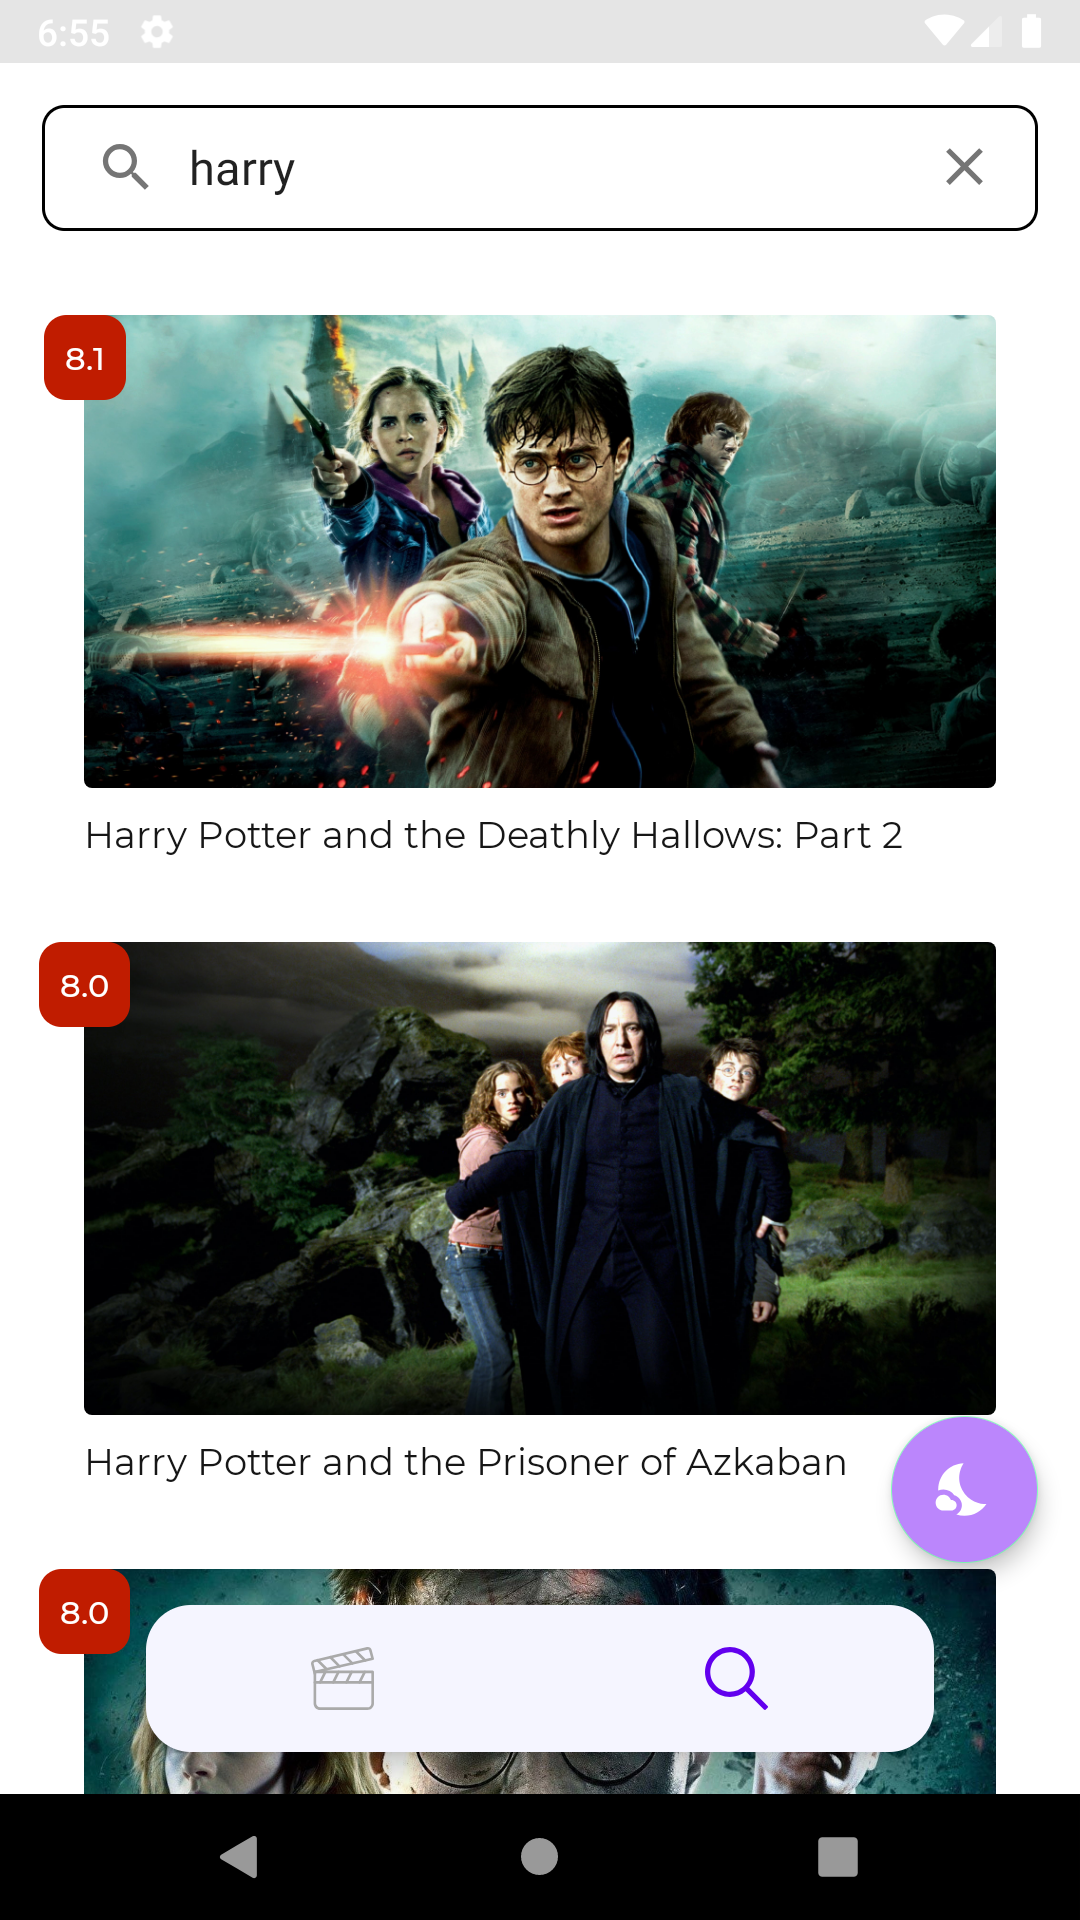 6:55
harry
8.1
Harry Potter and the Deathly Hallows: Part 2
8.0
Harry Potter and the Prisoner of Azkaban
8.0